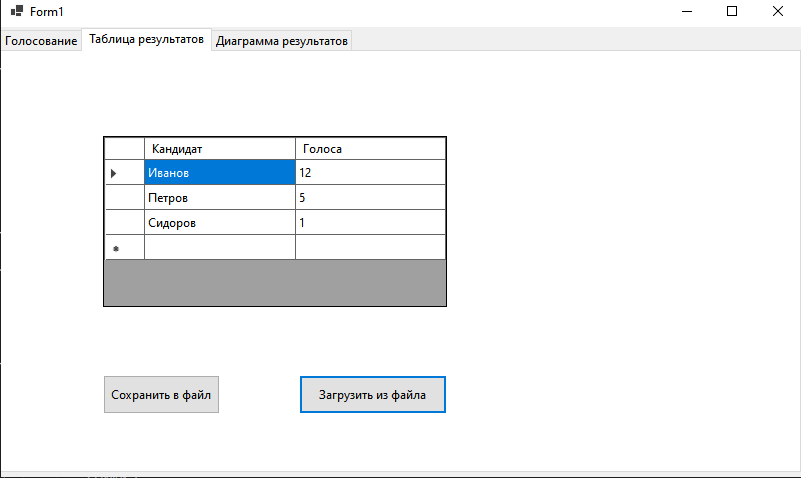 Form1
Голосование Таблица результатов Диаграмма результатов
Кандидат Голоса
Иванов 12
Петров 5
Сидоров 1
Сохранить в файл Загрузить из файла